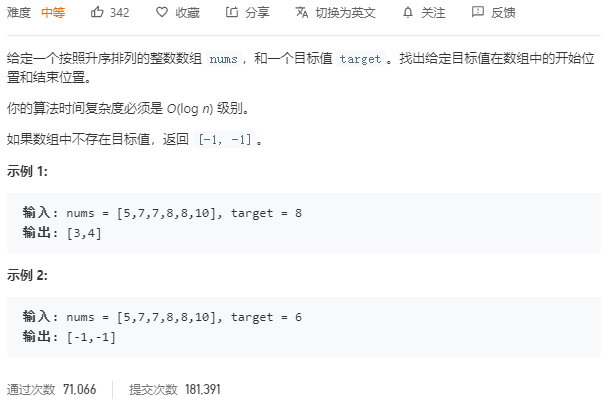 难度 中等 342 收藏 分享 切换为英文 关注 反馈
给定一个按照升序排列的整数数组 nums，和一个目标值 target。找出给定目标值在数组中的开始位
置和结束位置。
你的算法时间复杂度必须是 O(log n) 级别。
如果数组中不存在目标值，返回 [-1, -1]。
示例 1:
输入: nums = [5,7,7,8,8,10], target = 8
输出: [3,4]
示例 2:
输入: nums = [5,7,7,8,8,10], target = 6
输出: [-1,-1]
通过次数 71,066 提交次数 181,391